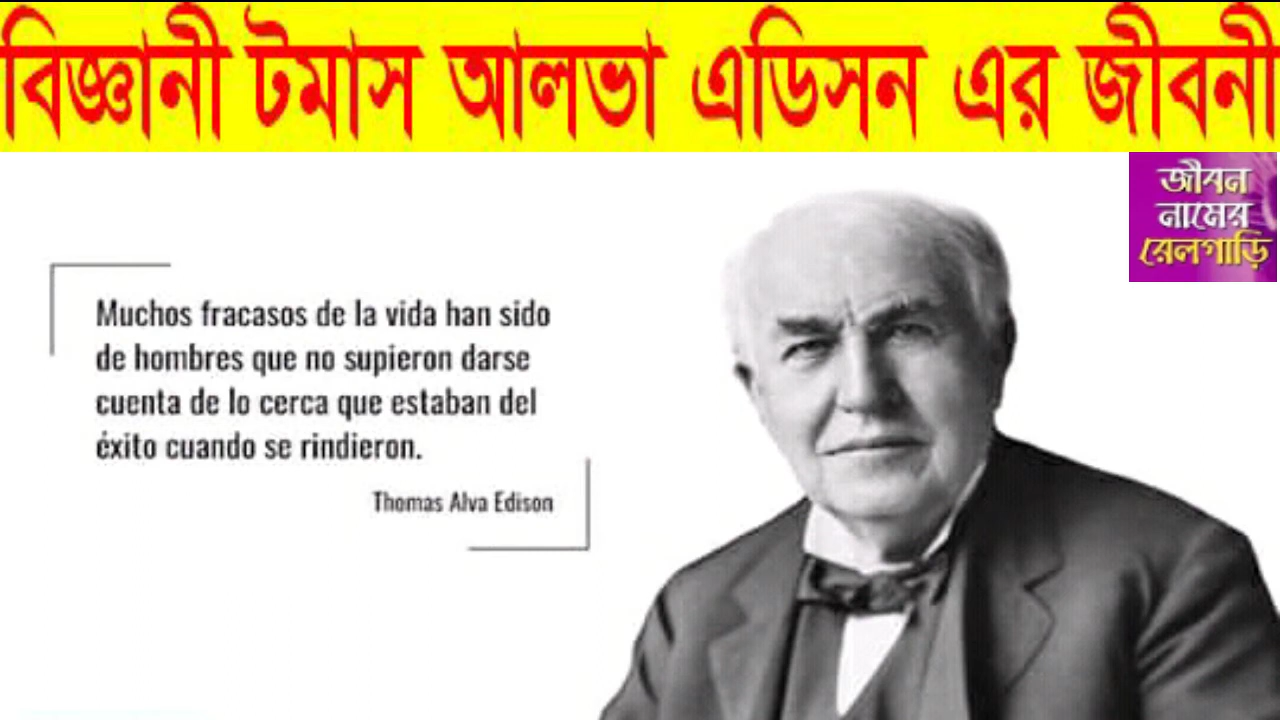 বিজ্ঞানী টমাস আলভা এডিসন এর জীবনী
জীবন
নামের
রেলগাড়ি
Muchos fracasos de la vida han sido
de hombres que no supieron darse
cuenta de lo cerca que estaban del
éxito cuando se rindieron.
Thomas Alva Edison